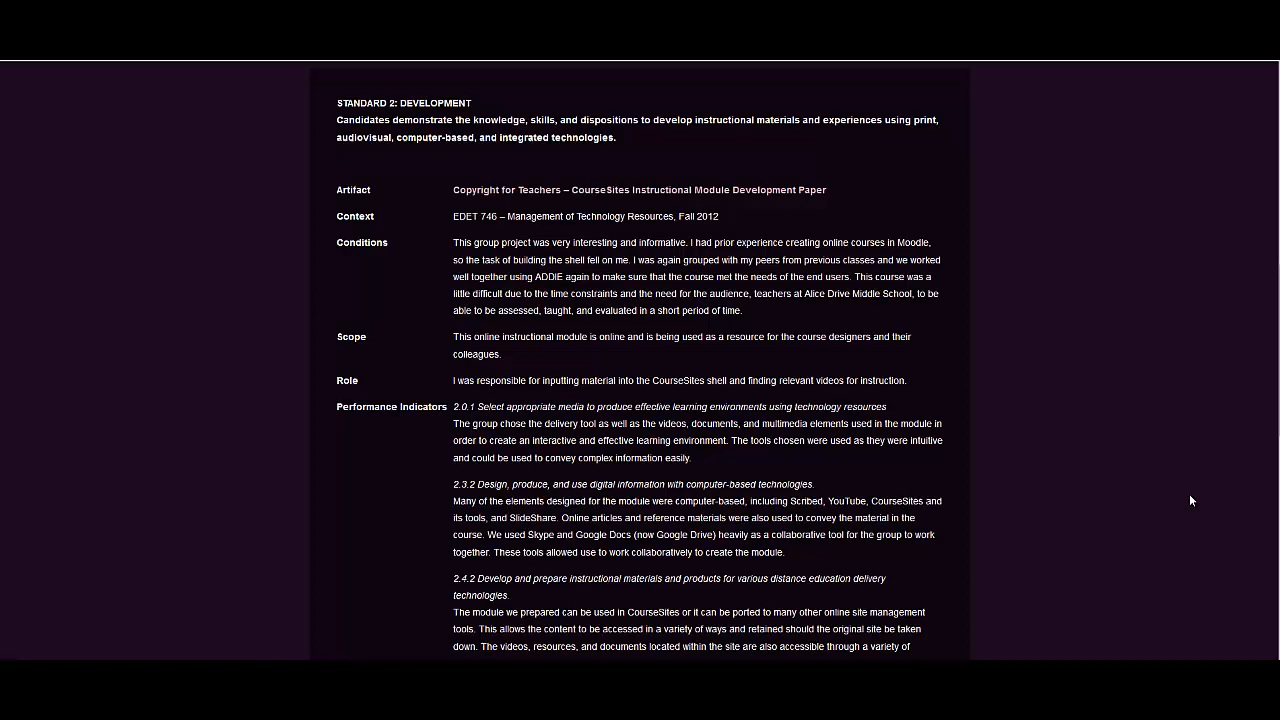 STANDARD 2: DEVELOPMENT
Candidates demonstrate the knowledge, skills, and dispositions to develop instructional materials and experiences using print,
audiovisual, computer-based, and integrated technologies.
Artifact Copyright for Teachers – CourseSites Instructional Module Development Paper
Context EDET 746 – Management of Technology Resources, Fall 2012
Conditions This group project was very interesting and informative. I had prior experience creating online courses in Moodle,
so the task of building the shell fell on me. I was again grouped with my peers from previous classes and we worked
well together using ADDIE again to make sure that the course met the needs of the end users. This course was a
little difficult due to the time constraints and the need for the audience, teachers at Alice Drive Middle School, to be
able to be assessed, taught, and evaluated in a short period of time.
Scope This online instructional module is online and is being used as a resource for the course designers and their
colleagues.
Role I was responsible for inputting material into the CourseSites shell and finding relevant videos for instruction.
Performance Indicators 2.0.1 Select appropriate media to produce effective learning environments using technology resources
The group chose the delivery tool as well as the videos, documents, and multimedia elements used in the module in
order to create an interactive and effective learning environment. The tools chosen were used as they were intuitive
and could be used to convey complex information easily.
2.3.2 Design, produce, and use digital information with computer-based technologies.
Many of the elements designed for the module were computer-based, including Scribed, YouTube, CourseSites and
its tools, and SlideShare. Online articles and reference materials were also used to convey the material in the
course. We used Skype and Google Docs (now Google Drive) heavily as a collaborative tool for the group to work
together. These tools allowed use to work collaboratively to create the module.
2.4.2 Develop and prepare instructional materials and products for various distance education delivery
technologies.
The module we prepared can be used in CourseSites or it can be ported to many other online site management
tools. This allows the content to be accessed in a variety of ways and retained should the original site be taken
down. The videos, resources, and documents located within the site are also accessible through a variety of